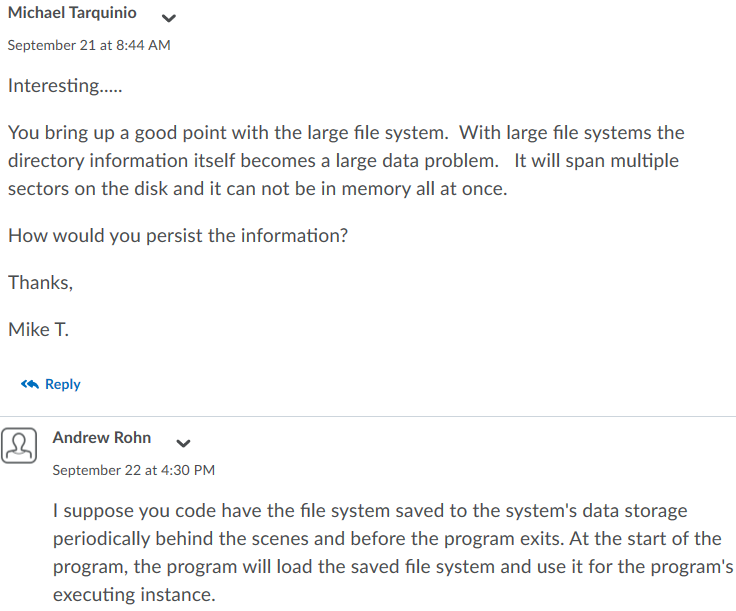 Michael Tarquinio
September 21 at 8:44 AM
Interesting.....
You bring up a good point with the large file system.  With large file systems the
directory information itself becomes a large data problem.   It will span multiple
sectors on the disk and it can not be in memory all at once.
How would you persist the information?
Thanks,
Mike T.
Reply
Andrew Rohn
September 22 at 4:30 PM
I suppose you code have the file system saved to the system's data storage
periodically behind the scenes and before the program exits. At the start of the
program, the program will load the saved file system and use it for the program's
executing instance.